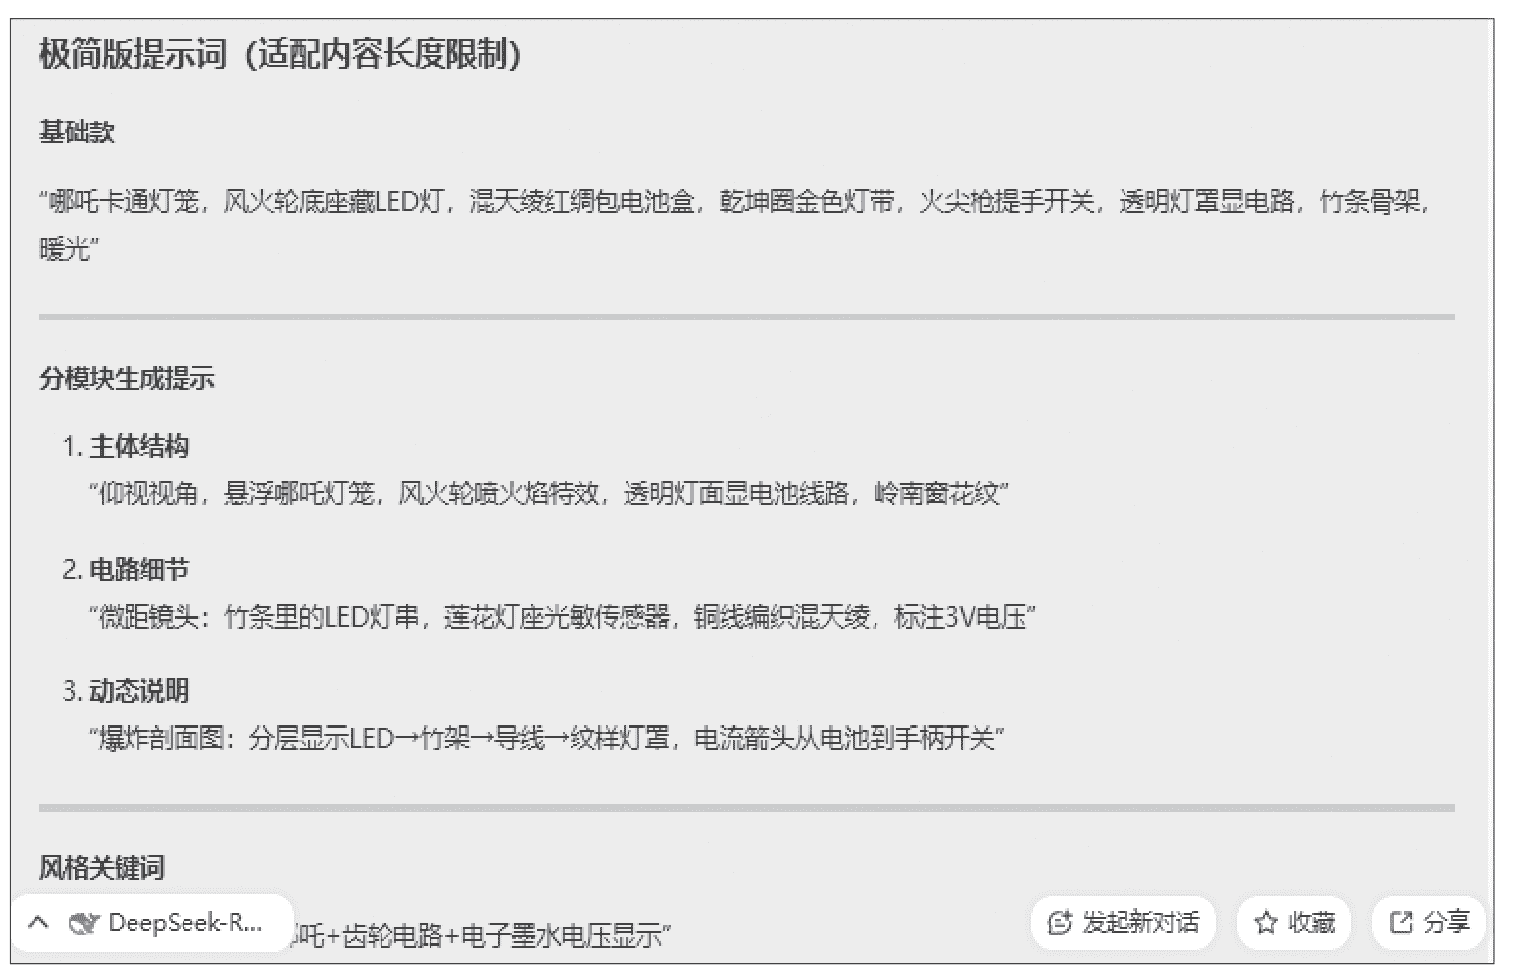 极简版提示词（适配内容长度限制）
基础款
“哪吒卡通灯笼，风火轮底座藏LED灯，混天绫红绸包电池盒，乾坤圈金色灯带，火尖枪提手开关，透明灯罩显电路，竹条骨架，
暖光”
分模块生成提示
1. 主体结构
“仰视视角，悬浮哪吒灯笼，风火轮喷火焰特效，透明灯面显电池线路，岭南窗花纹”
2. 电路细节
“微距镜头：竹条里的LED灯串，莲花灯座光敏传感器，铜线编织混天绫，标注3V电压”
3. 动态说明
“爆炸剖面图：分层显示LED→竹架→导线→纹样灯罩，电流箭头从电池到手柄开关”
风格关键词
吒+齿轮电路+电子墨水电压显示”
DeepSeek-R... 发起新对话 收藏 分享